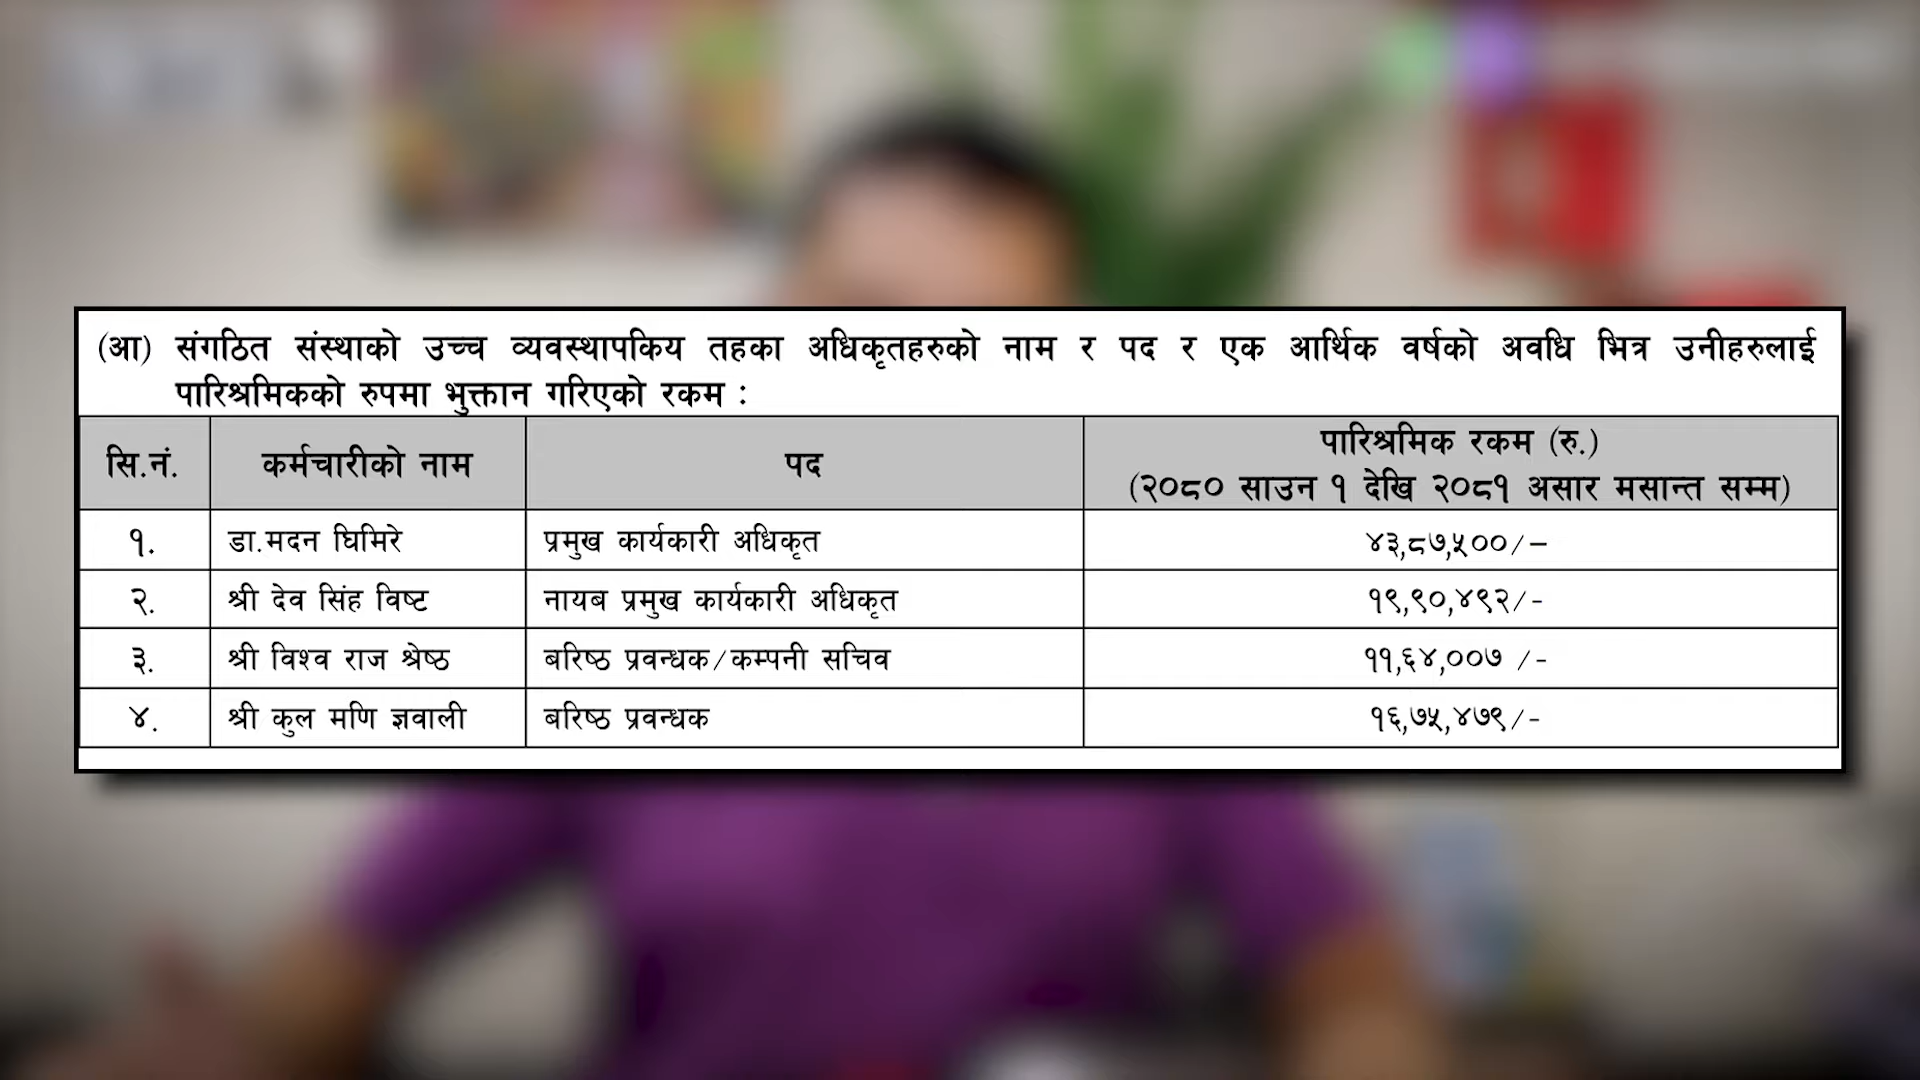 (आ) संगठित संस्थाको उच्च व्यवस्थापकिय तहका अधिकृतहरुको नाम र पद र एक आर्थिक वर्षको अवधि भित्र उनीहरुलाई
पारिश्रमिकको रुपमा भुक्तान गरिएको रकम :
सि.नं. कर्मचारीको नाम पद पारिश्रमिक रकम (रु.)
(२०८० साउन १ देखि २०८१ असार मसान्त सम्म)
१. डा.मदन घिमिरे प्रमुख कार्यकारी अधिकृत ४३,८७,५००/–
२. श्री देव सिंह विष्ट नायब प्रमुख कार्यकारी अधिकृत १९,९०,४९२/-
३. श्री विश्व राज श्रेष्ठ बरिष्ठ प्रवन्धक/कम्पनी सचिव ११,६४,००७ /-
४. श्री कुल मणि ज्ञवाली बरिष्ठ प्रवन्धक १६,७५,४७९/-